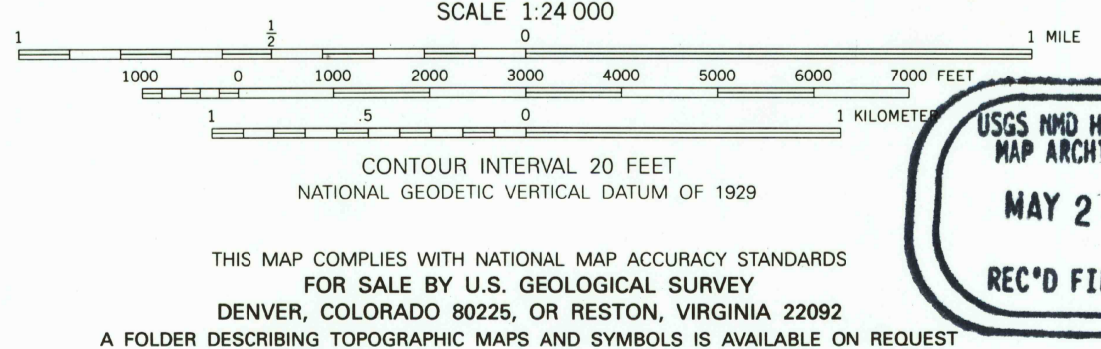 SCALE 1:24 000
1 1/2 0 1 MILE
1000 0 1000 2000 3000 4000 5000 6000 7000 FEET
1 .5 0 1 KILOMETER
CONTOUR INTERVAL 20 FEET
NATIONAL GEODETIC VERTICAL DATUM OF 1929
THIS MAP COMPLIES WITH NATIONAL MAP ACCURACY STANDARDS
FOR SALE BY U.S. GEOLOGICAL SURVEY
DENVER, COLORADO 80225, OR RESTON, VIRGINIA 22092
A FOLDER DESCRIBING TOPOGRAPHIC MAPS AND SYMBOLS IS AVAILABLE ON REQUEST
USGS NMD H
MAP ARCH
MAY 2
REC'D FI